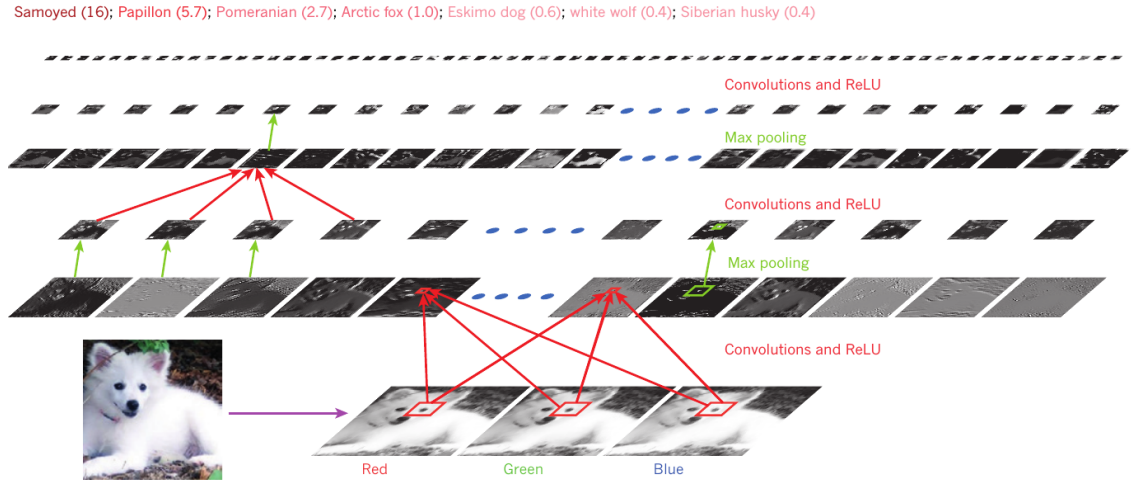 Samoyed (16); Papillon (5.7); Pomeranian (2.7); Arctic fox (1.0); Eskimo dog (0.6); white wolf (0.4); Siberian husky (0.4)
Convolutions and ReLU
Max pooling
Convolutions and ReLU
Max pooling
Convolutions and ReLU
Red
Green
Blue